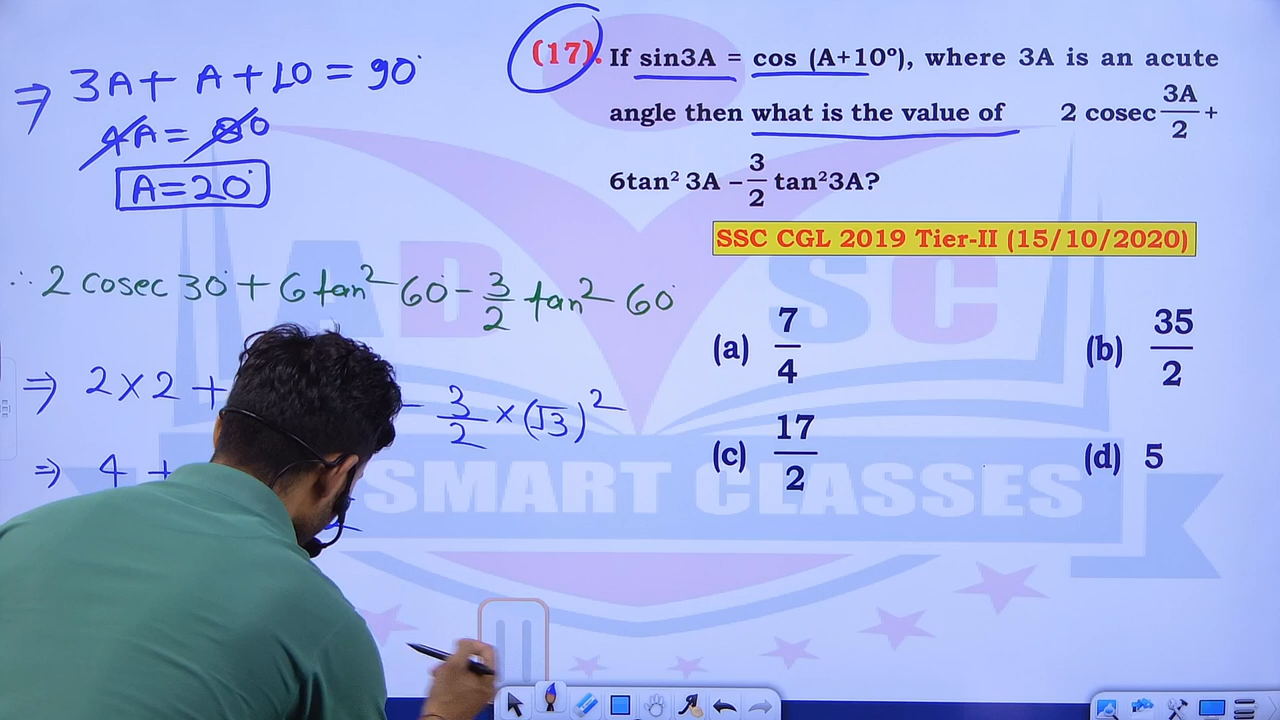 (17). If sin3A = cos (A+10º), where 3A is an acute
angle then what is the value of 2 cosec 3A/2 +
6tan² 3A – 3/2 tan²3A?
SSC CGL 2019 Tier-II (15/10/2020)
(a) 7/4
(b) 35/2
(c) 17/2
(d) 5
⇒ 3A + A + 10 = 90°
4A = 80
A = 20°
∴ 2 cosec 30° + 6 tan² 60° – 3/2 tan² 60°
⇒ 2 × 2 +
– 3/2 × (√3)²
⇒ 4 +
SMART CLASSES